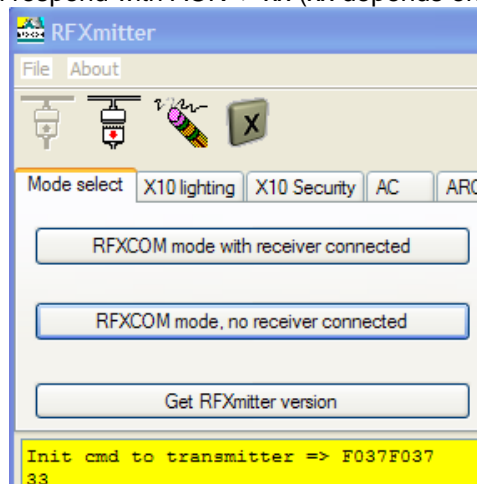 RFXmitter
File About
X
Mode select X10 lighting X10 Security AC
RFXCOM mode with receiver connected
RFXCOM mode, no receiver connected
Get RFXmitter version
Init cmd to transmitter => F037F037
33